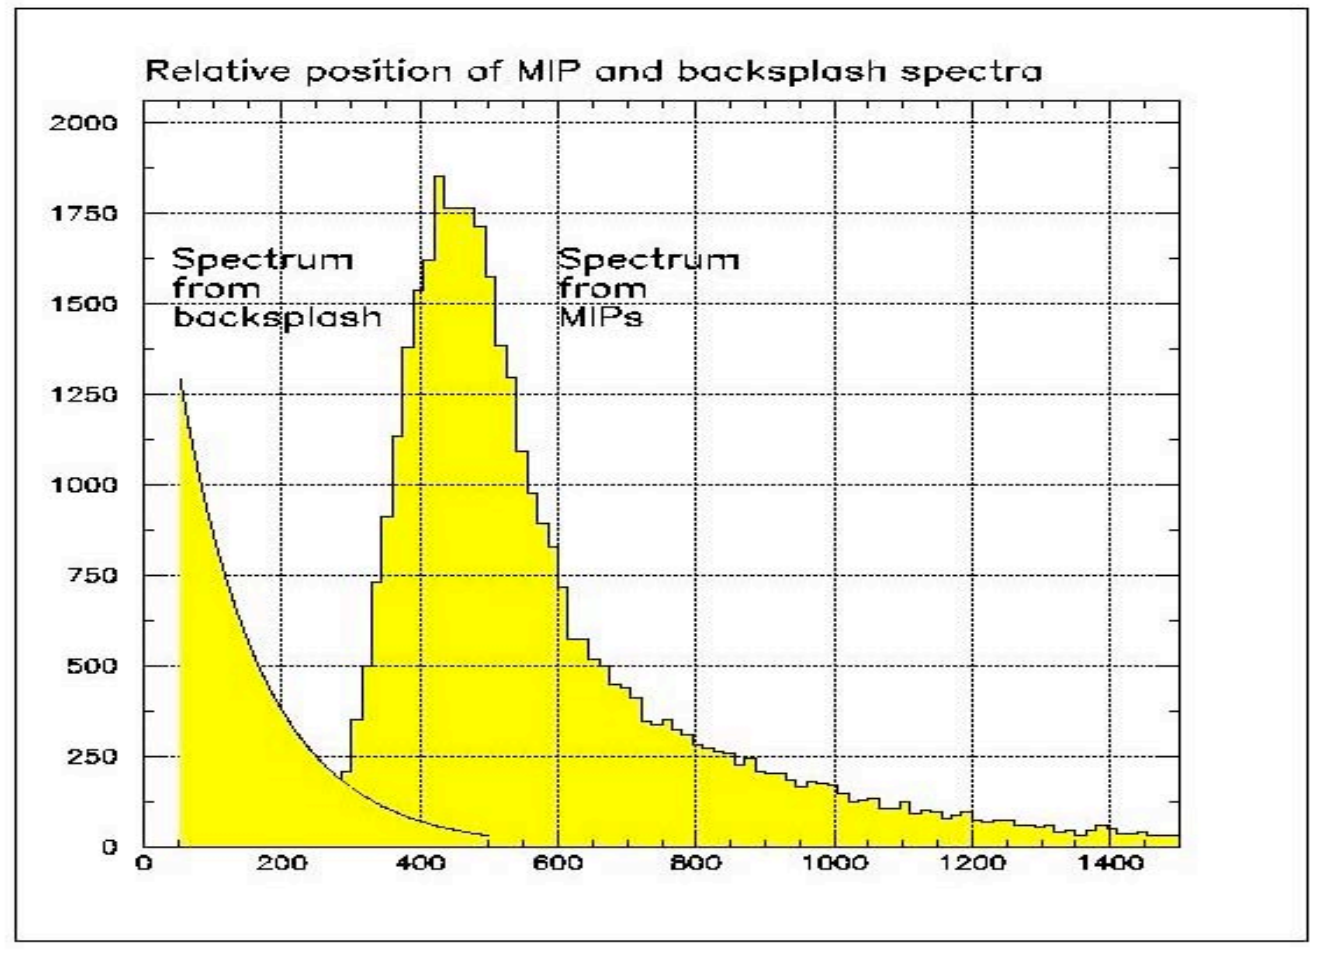 Relative position of MIP and backsplash spectra
2000
1750
1500
1250
1000
750
500
250
0
Spectrum
from
backsplash
Spectrum
from
MIPs
0 200 400 600 800 1000 1200 1400